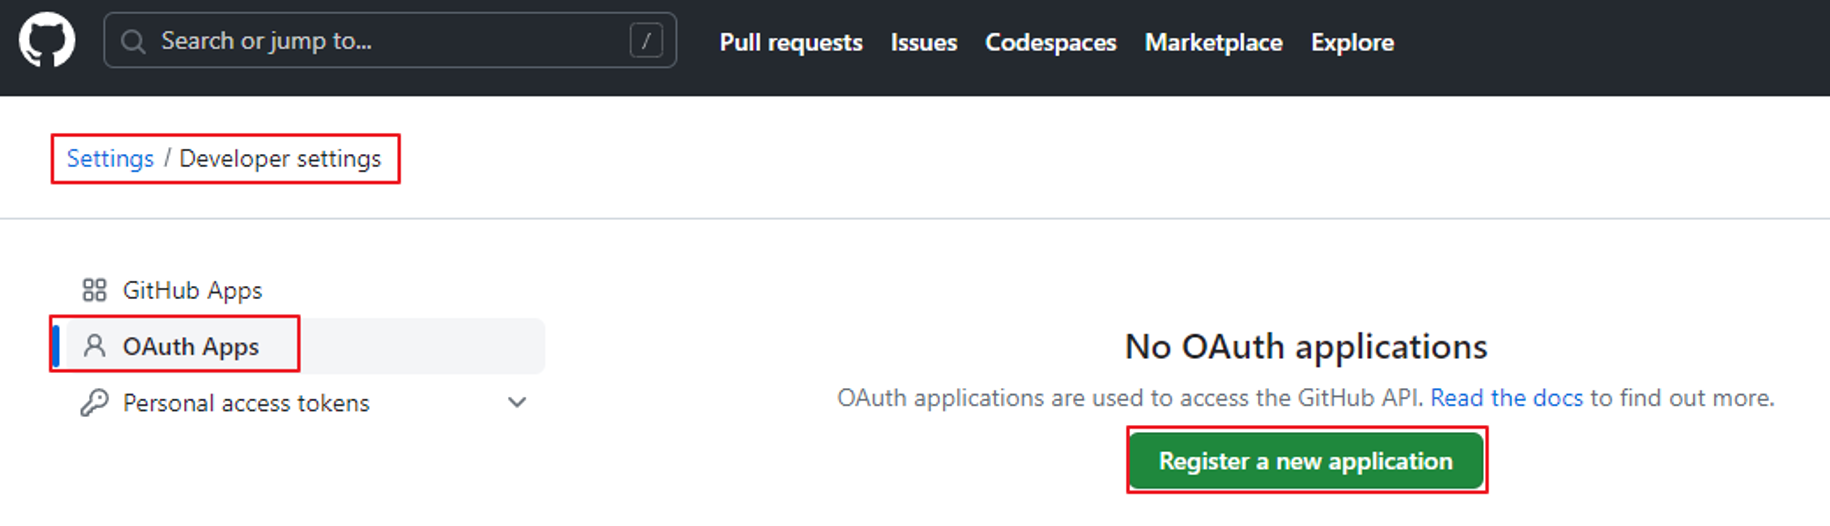 Search or jump to... / Pull requests Issues Codespaces Marketplace Explore
Settings / Developer settings
GitHub Apps
OAuth Apps
Personal access tokens
No OAuth applications
OAuth applications are used to access the GitHub API. Read the docs to find out more.
Register a new application